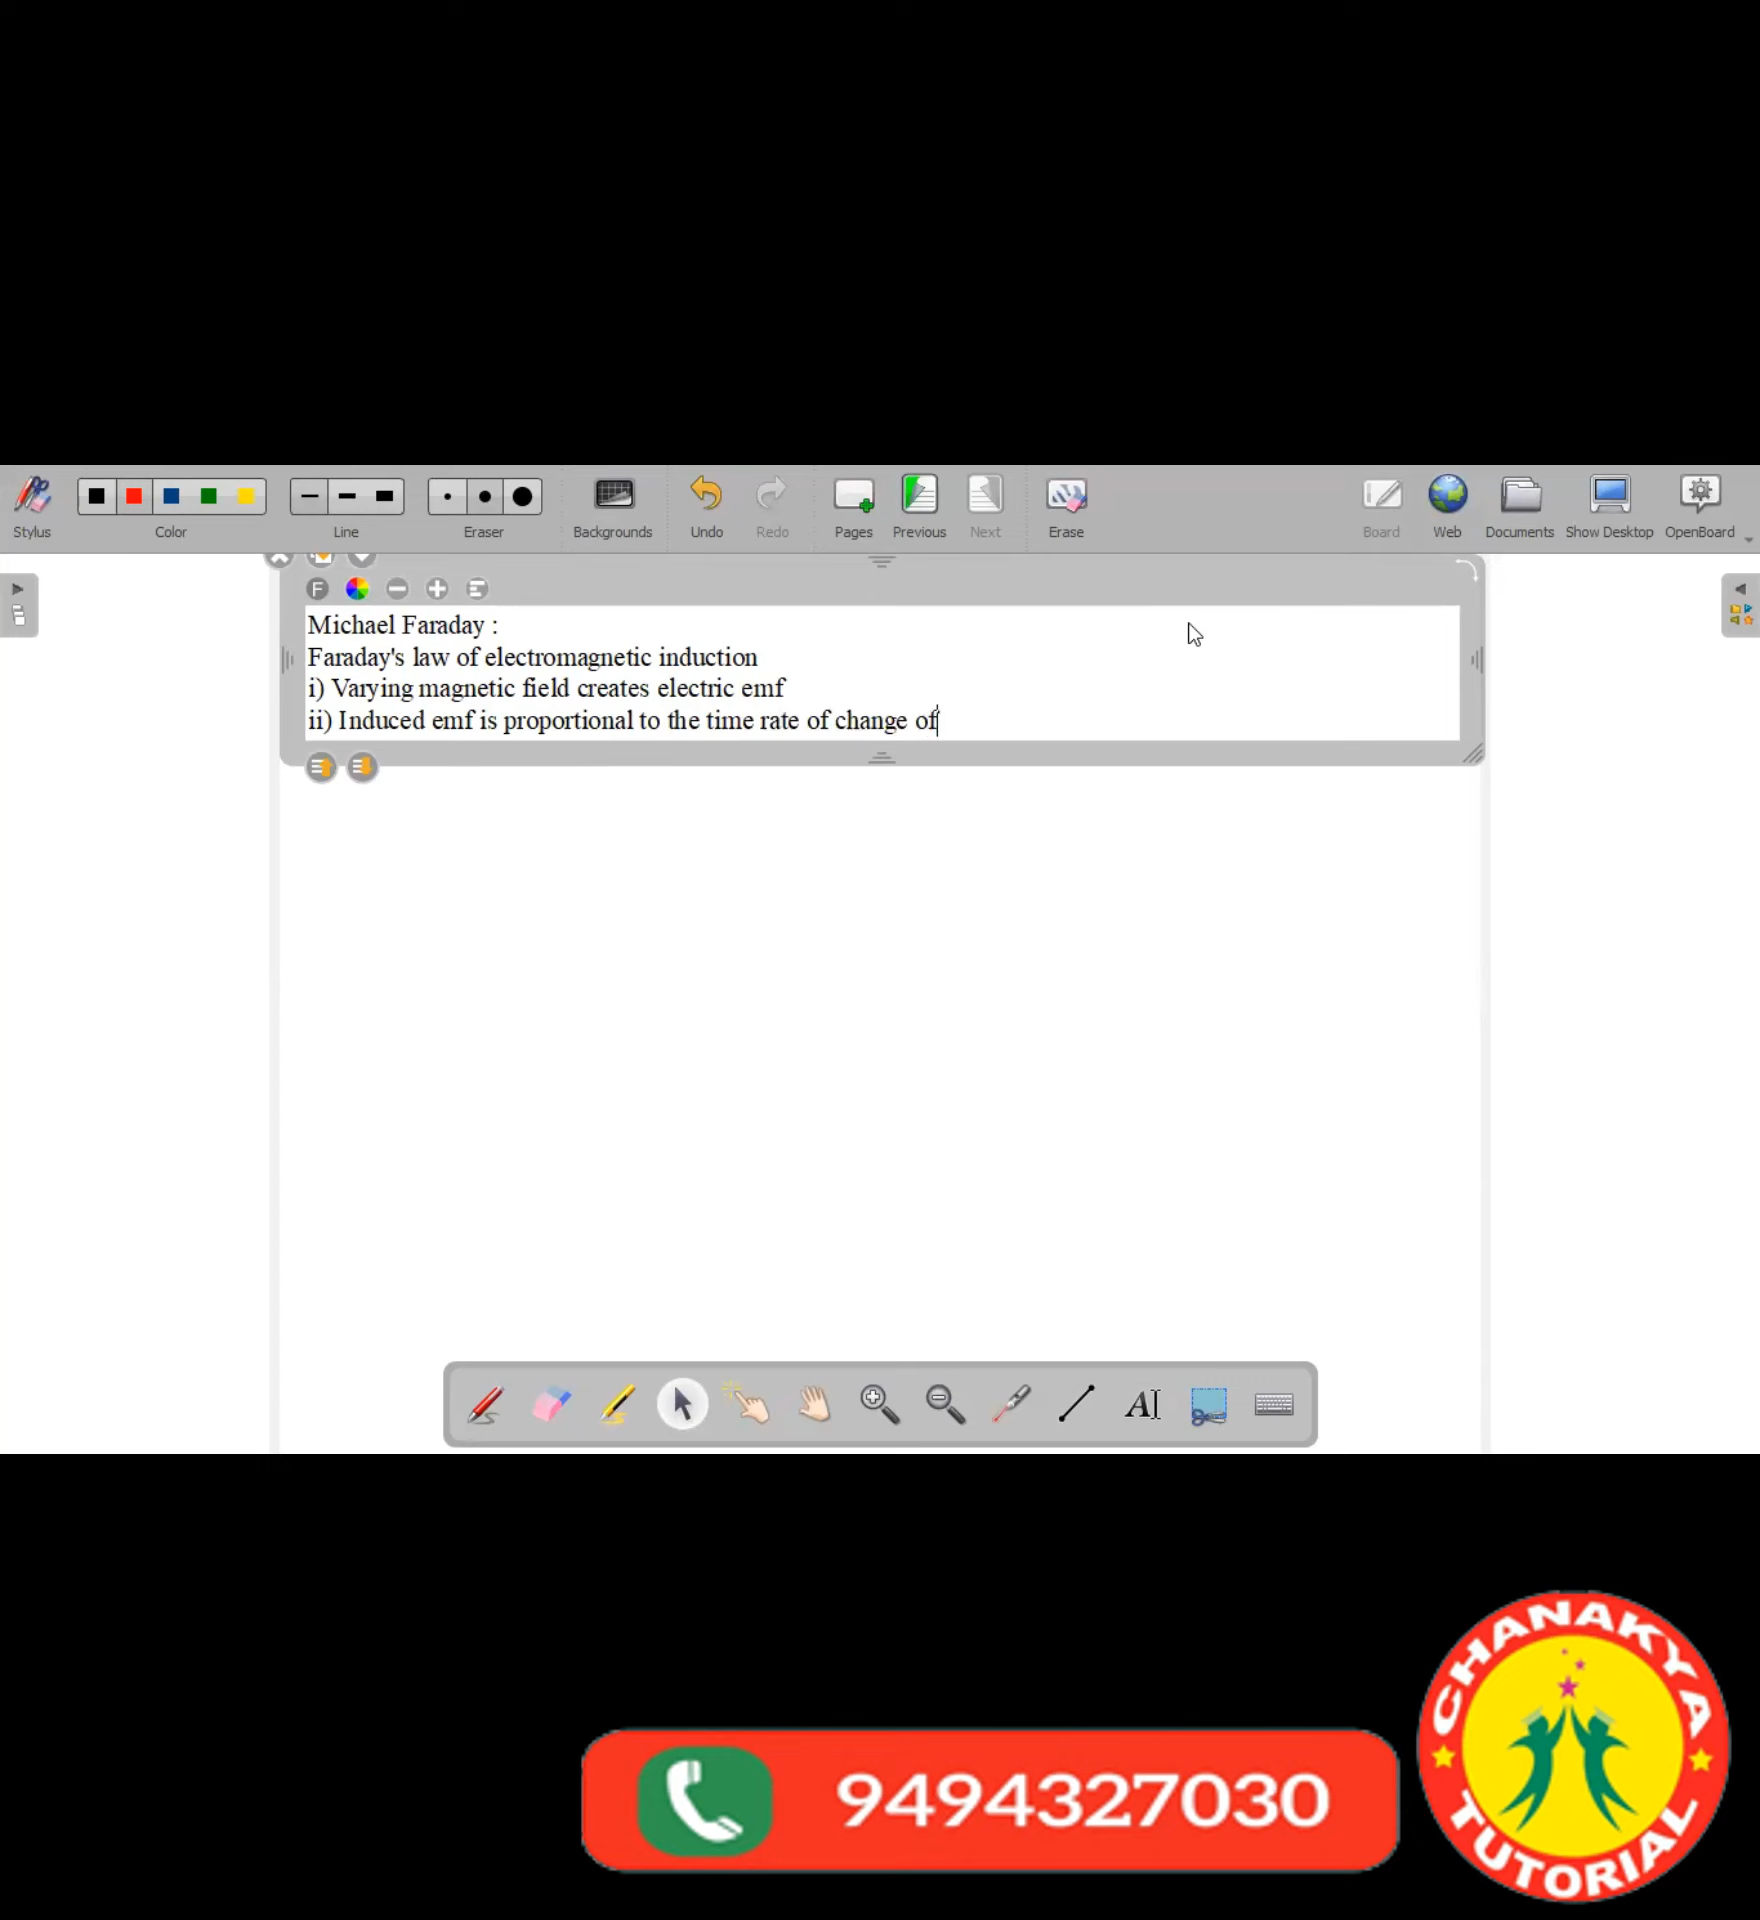 Stylus Color Line Eraser Backgrounds Undo Redo Pages Previous Next Erase Board Web Documents Show Desktop OpenBoard
F
Michael Faraday :
Faraday's law of electromagnetic induction
i) Varying magnetic field creates electric emf
ii) Induced emf is proportional to the time rate of change of
AI
9494327030
CHANAKYA
TUTORIAL